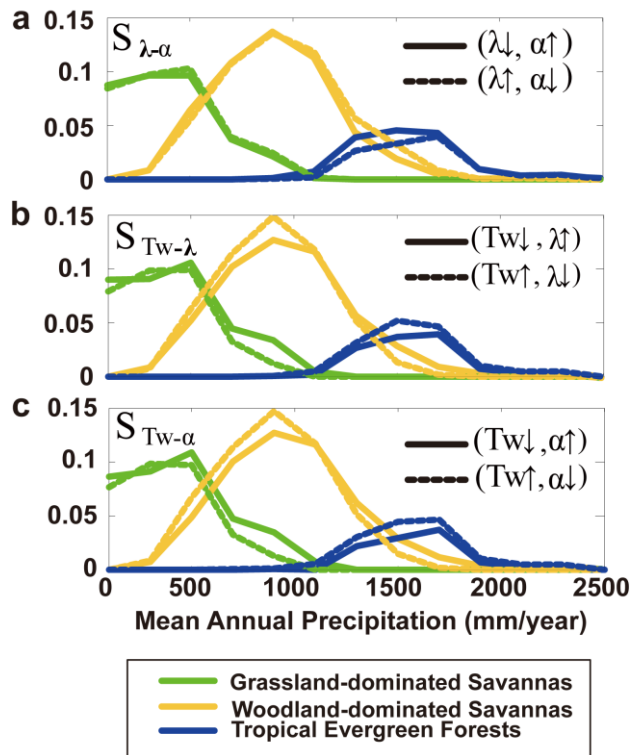 a
0.15
S λ-α
(λ↓, α↑)
(λ↑, α↓)
0.1
0.05
0
b
0.15
S Tw-λ
(Tw↓, λ↑)
(Tw↑, λ↓)
0.1
0.05
0
c
0.15
S Tw-α
(Tw↓,α↑)
(Tw↑,α↓)
0.1
0.05
0
0 500 1000 1500 2000 2500
Mean Annual Precipitation (mm/year)
Grassland-dominated Savannas
Woodland-dominated Savannas
Tropical Evergreen Forests